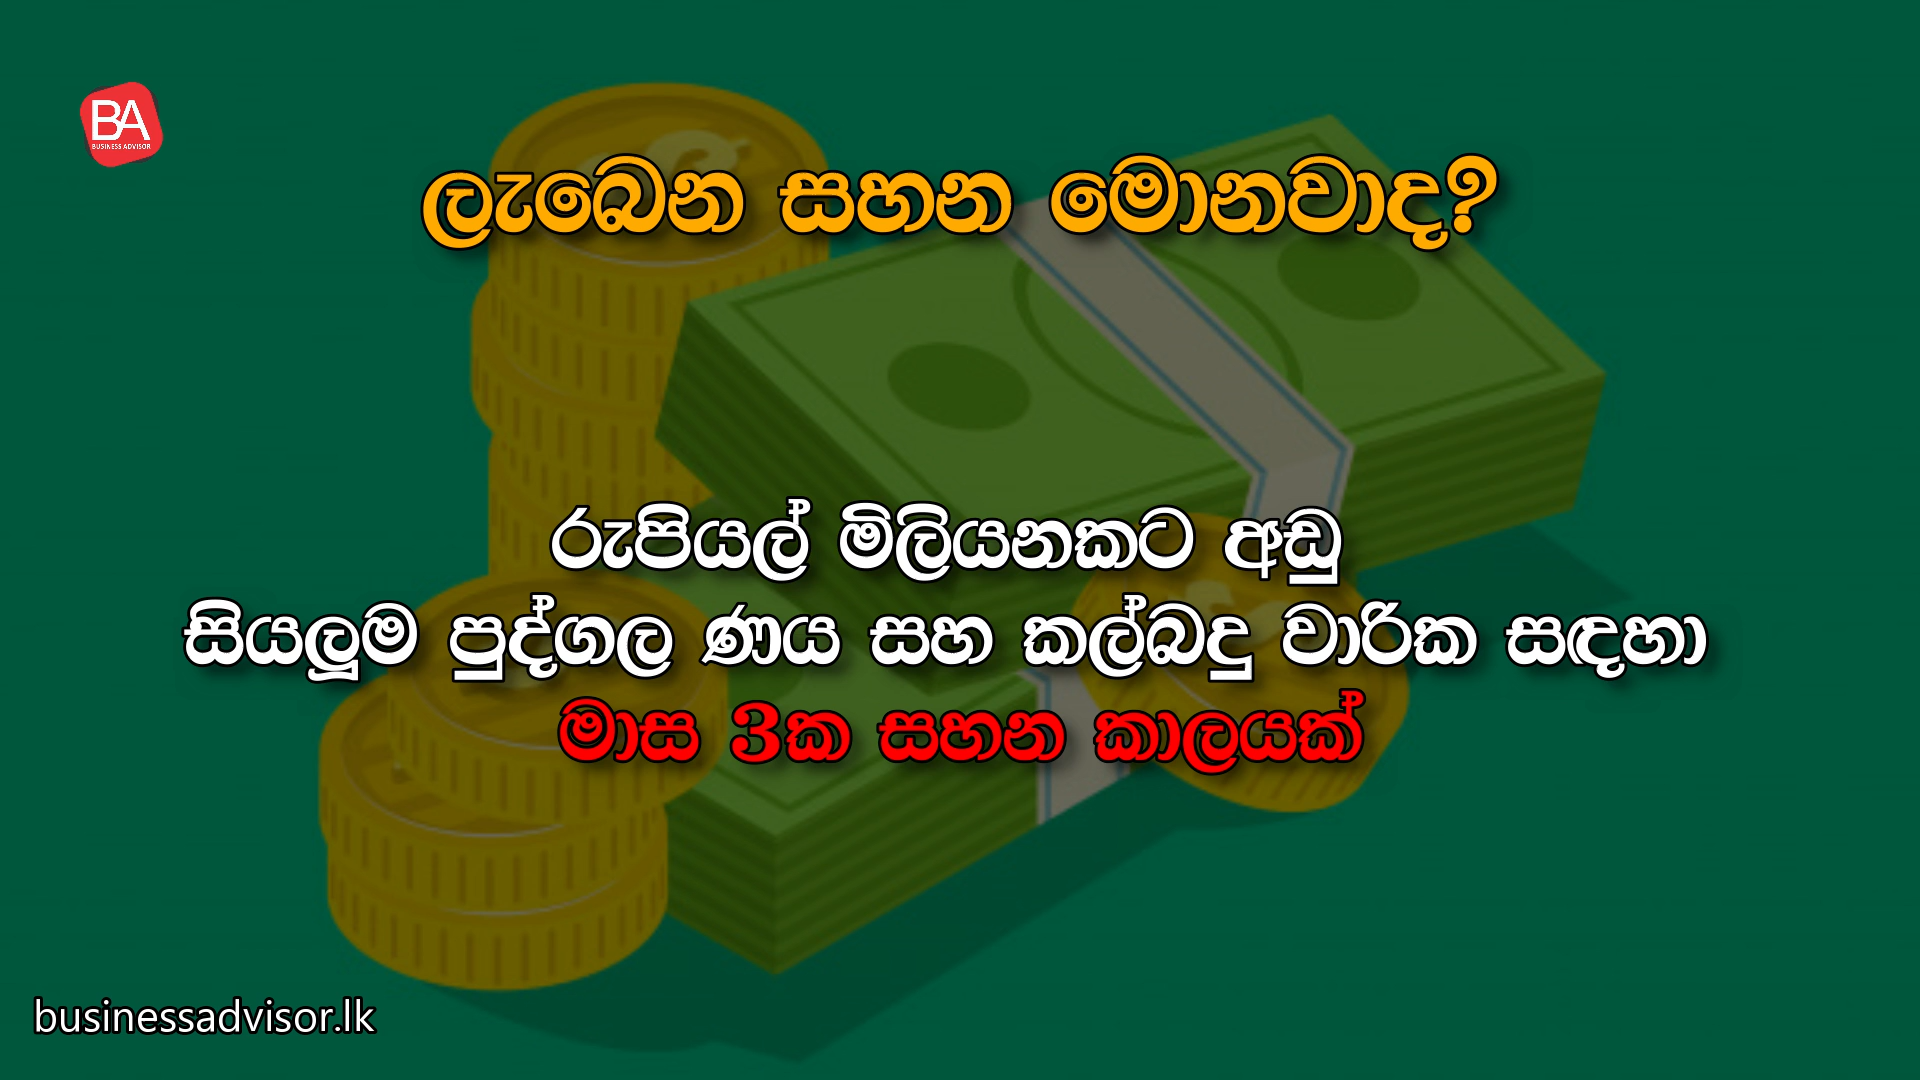 BA
BUSINESS ADVISOR
ලැබෙන සහන මොනවාද?
රුපියල් මිලියනකට අඩු
සියලූම පුද්ගල ණය සහ කල්බදු වාරික සඳහා
මාස 3ක සහන කාලයක්
businessadvisor.lk